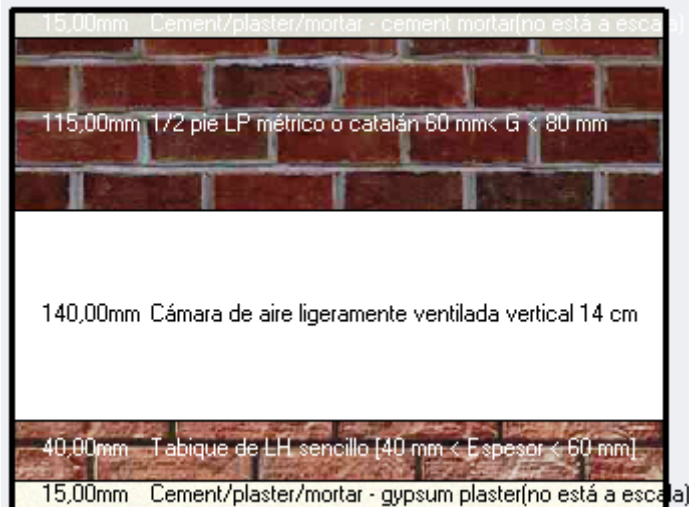 15,00mm Cement/plaster/mortar - cement mortar(no está a escala)
115,00mm 1/2 pie LP métrico o catalán 60 mm< G < 80 mm
140,00mm Cámara de aire ligeramente ventilada vertical 14 cm
40,00mm Tabique de LH sencillo [40 mm < Espesor < 60 mm]
15,00mm Cement/plaster/mortar - gypsum plaster(no está a escala)